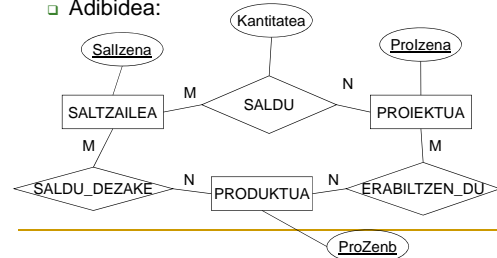 Adibidea:
Kantitatea
SalIzena
ProIzena
M
N
SALTZAILEA
SALDU
PROIEKTUA
M
M
SALDU_DEZAKE
N
PRODUKTUA
N
ERABILTZEN_DU
ProZenb